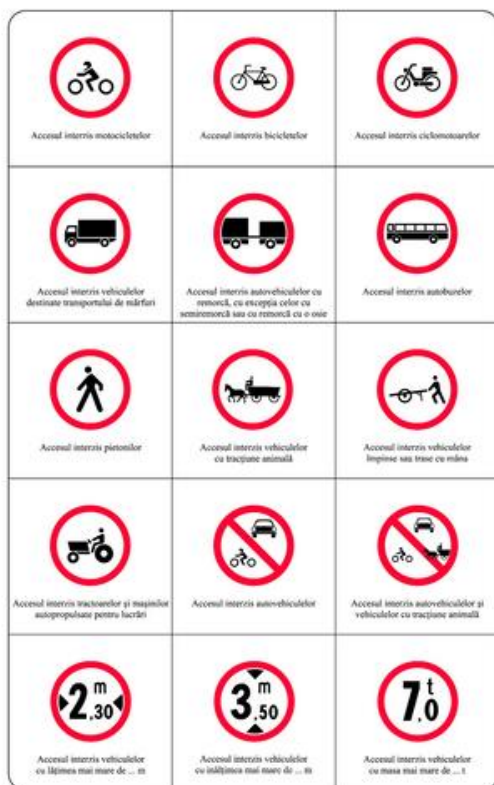 Accesul interzis motocicletelor
Accesul interzis bicicletelor
Accesul interzis ciclomotoarelor
Accesul interzis vehiculelor
destinate transportului de mărfuri
Accesul interzis autovehiculelor cu
remorcă, cu excepția celor cu
semiremorcă sau cu remorcă cu o osie
Accesul interzis autoburelor
Accesul interzis pietonilor
Accesul interzis vehiculelor
cu tracțiune animală
Accesul interzis vehiculelor
împinse sau trase cu mâna
Accesul interzis tractoarelor și mașinilor
autopropulsate pentru lucrări
Accesul interzis autovehiculelor
Accesul interzis autovehiculelor și
vehiculelor cu tracțiune animală
2,30 m
Accesul interzis vehiculelor
cu lățimea mai mare de ... m
3,50 m
Accesul interzis vehiculelor
cu înălțimea mai mare de ... m
7,0 t
Accesul interzis vehiculelor
cu masa mai mare de ... t